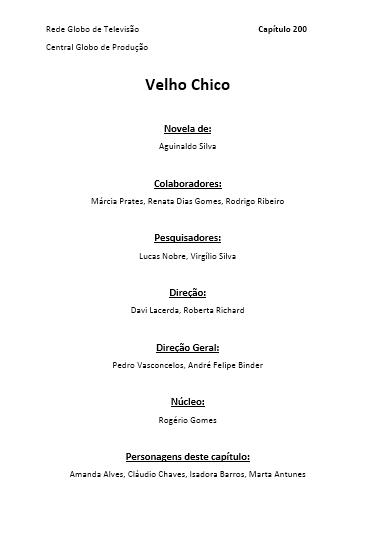 Rede Globo de Televisão Capítulo 200
Central Globo de Produção
Velho Chico
Novela de:
Aguinaldo Silva
Colaboradores:
Márcia Prates, Renata Dias Gomes, Rodrigo Ribeiro
Pesquisadores:
Lucas Nobre, Virgílio Silva
Direção:
Davi Lacerda, Roberta Richard
Direção Geral:
Pedro Vasconcelos, André Felipe Binder
Núcleo:
Rogério Gomes
Personagens deste capítulo:
Amanda Alves, Cláudio Chaves, Isadora Barros, Marta Antunes